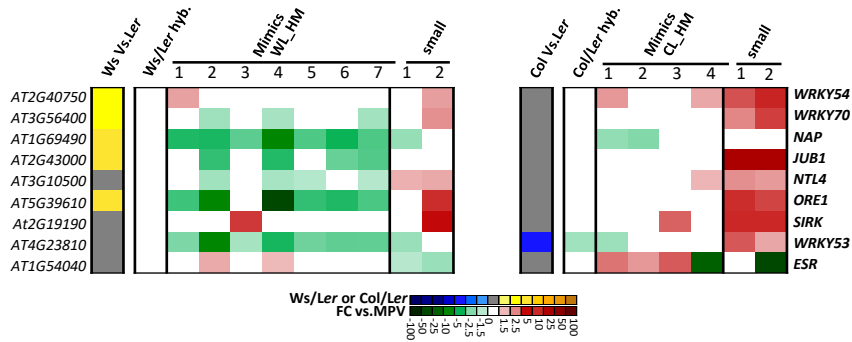 Ws Vs.Ler
Ws/Ler hyb.
Mimics
WL_HM
small
1 2 3 4 5 6 7 1 2
Col Vs.Ler
Col/Ler hyb.
Mimics
CL_HM
small
1 2 3 4 1 2
AT2G40750 WRKY54
AT3G56400 WRKY70
AT1G69490 NAP
AT2G43000 JUB1
AT3G10500 NTL4
AT5G39610 ORE1
At2G19190 SIRK
AT4G23810 WRKY53
AT1G54040 ESR
Ws/Ler or Col/Ler
FC vs.MPV
-100 -50 -25 -10 -5 -2.5 -1.5 0 1.5 2.5 5 10 25 50 100